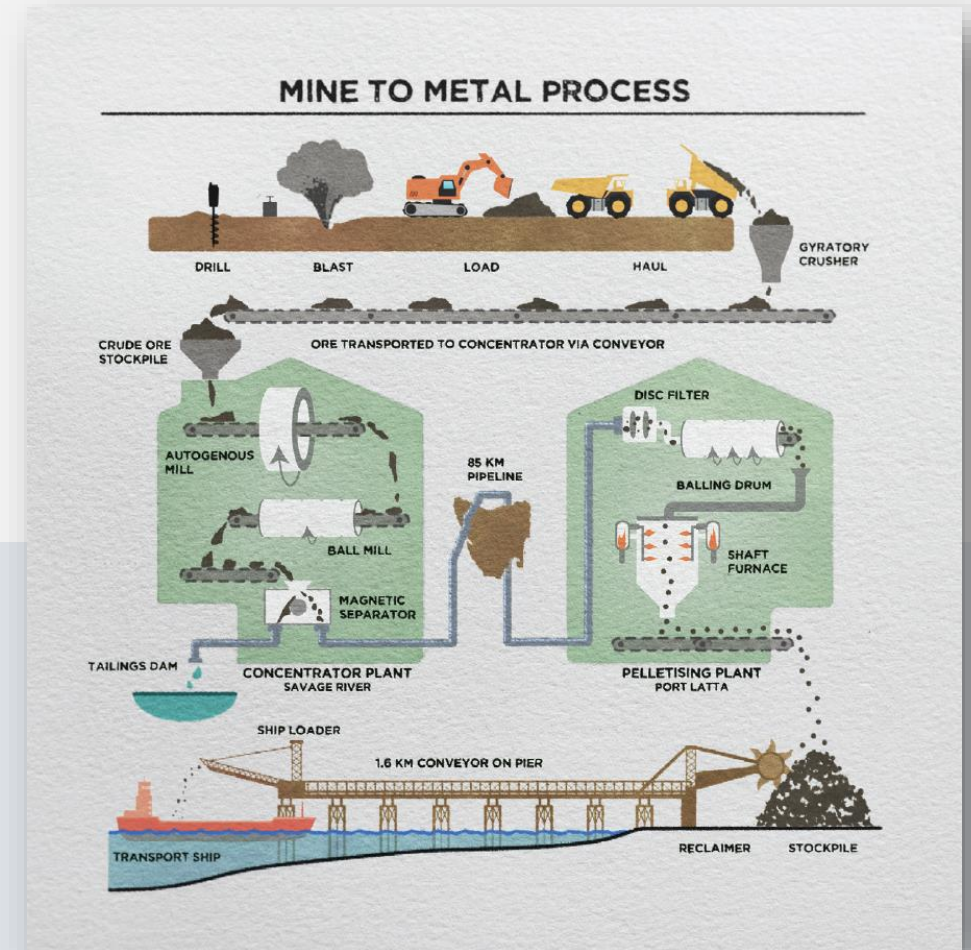 MINE TO METAL PROCESS
DRILL
BLAST
LOAD
HAUL
GYRATORY
CRUSHER
CRUDE ORE
STOCKPILE
ORE TRANSPORTED TO CONCENTRATOR VIA CONVEYOR
AUTOGENOUS
MILL
BALL MILL
MAGNETIC
SEPARATOR
TAILINGS DAM
CONCENTRATOR PLANT
SAVAGE RIVER
85 KM
PIPELINE
DISC FILTER
BALLING DRUM
SHAFT
FURNACE
PELLETISING PLANT
PORT LATTA
SHIP LOADER
1.6 KM CONVEYOR ON PIER
TRANSPORT SHIP
RECLAIMER
STOCKPILE